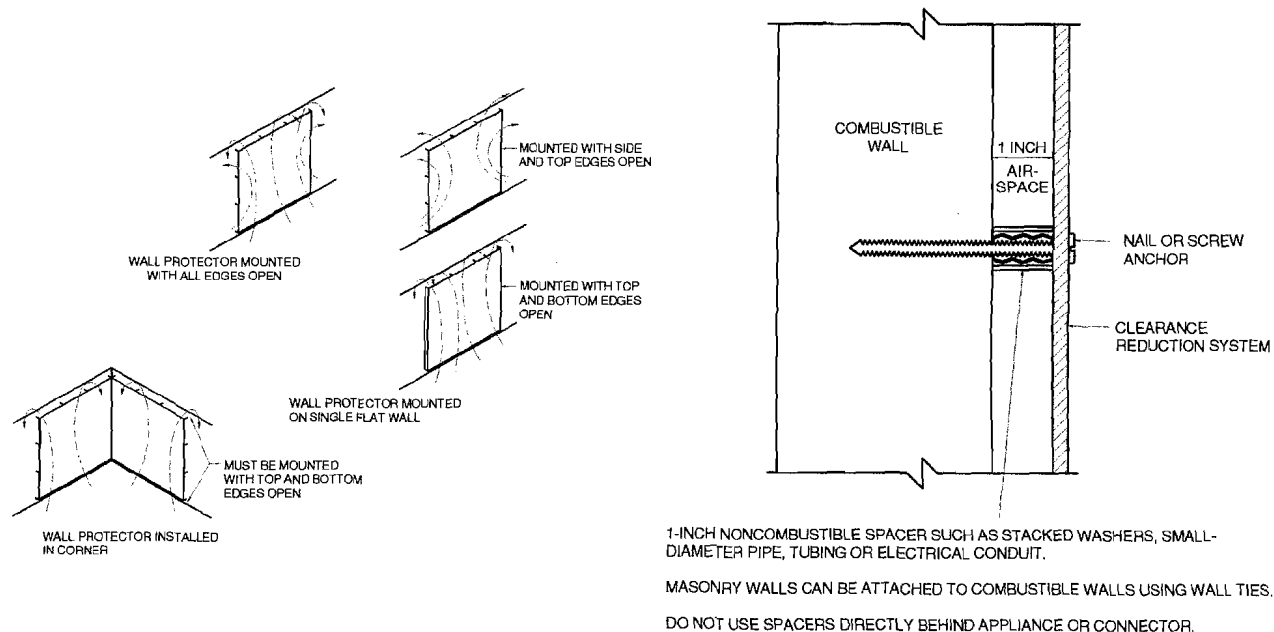 WALL PROTECTOR MOUNTED
WITH ALL EDGES OPEN
MOUNTED WITH SIDE
AND TOP EDGES OPEN
MOUNTED WITH TOP
AND BOTTOM EDGES
OPEN
WALL PROTECTOR MOUNTED
ON SINGLE FLAT WALL
MUST BE MOUNTED
WITH TOP AND BOTTOM
EDGES OPEN
WALL PROTECTOR INSTALLED
IN CORNER
COMBUSTIBLE
WALL
1 INCH
AIR-
SPACE
NAIL OR SCREW
ANCHOR
CLEARANCE
REDUCTION SYSTEM
1-INCH NONCOMBUSTIBLE SPACER SUCH AS STACKED WASHERS, SMALL-
DIAMETER PIPE, TUBING OR ELECTRICAL CONDUIT.
MASONRY WALLS CAN BE ATTACHED TO COMBUSTIBLE WALLS USING WALL TIES.
DO NOT USE SPACERS DIRECTLY BEHIND APPLIANCE OR CONNECTOR.